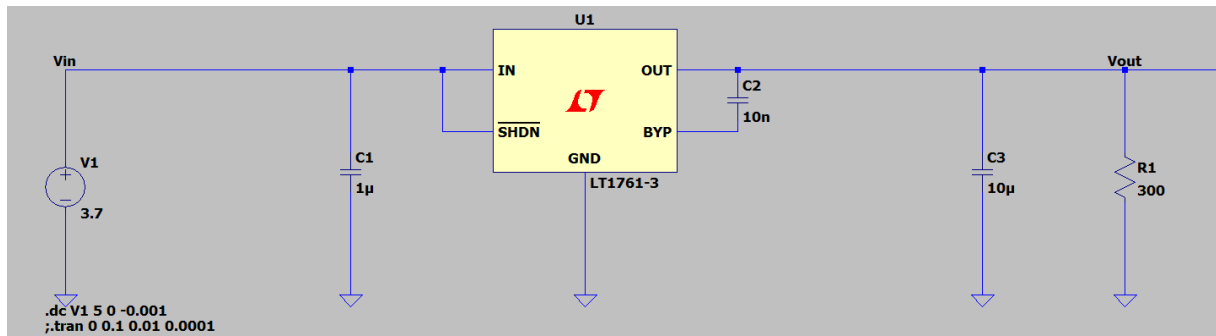 U1
Vin
IN
OUT
Vout
C2
10n
SHDN
BYP
V1
C1
GND
C3
R1
LT1761-3
1µ
10µ
300
3.7
.dc V1 5 0 -0.001
;.tran 0 0.1 0.01 0.0001